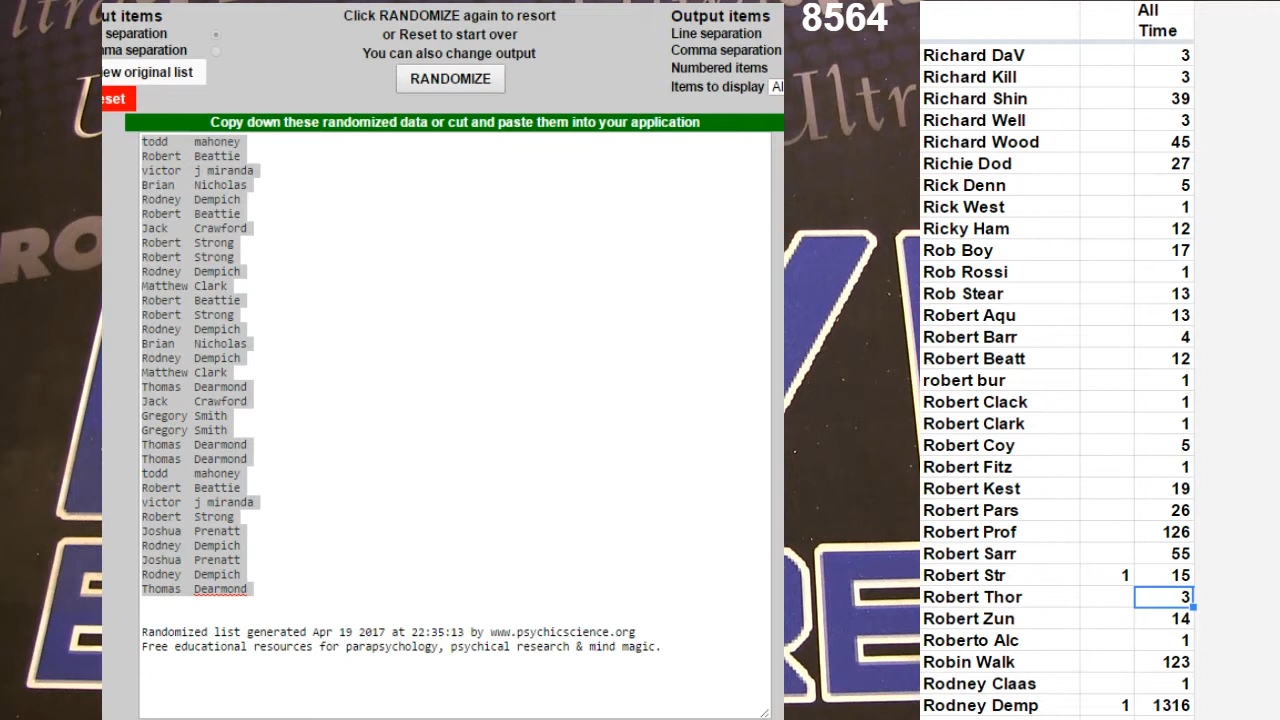 ut items
separation
ma separation
ew original list
set
Click RANDOMIZE again to resort
or Reset to start over
You can also change output
RANDOMIZE
Output items
Line separation
Comma separation
Numbered items
Items to display Al
8564
Copy down these randomized data or cut and paste them into your application
todd mahoney
Robert Beattie
victor j miranda
Brian Nicholas
Rodney Dempich
Robert Beattie
Jack Crawford
Robert Strong
Robert Strong
Rodney Dempich
Matthew Clark
Robert Beattie
Robert Strong
Rodney Dempich
Brian Nicholas
Rodney Dempich
Matthew Clark
Thomas Dearmond
Jack Crawford
Gregory Smith
Gregory Smith
Thomas Dearmond
Thomas Dearmond
todd mahoney
Robert Beattie
victor j miranda
Robert Strong
Joshua Prenatt
Rodney Dempich
Joshua Prenatt
Rodney Dempich
Thomas Dearmond
Randomized list generated Apr 19 2017 at 22:35:13 by www.psychicscience.org
Free educational resources for parapsychology, psychical research & mind magic.
All
Time
Richard DaV 3
Richard Kill 3
Richard Shin 39
Richard Well 3
Richard Wood 45
Richie Dod 27
Rick Denn 5
Rick West 1
Ricky Ham 12
Rob Boy 17
Rob Rossi 1
Rob Stear 13
Robert Aqu 13
Robert Barr 4
Robert Beatt 12
robert bur 1
Robert Clack 1
Robert Clark 1
Robert Coy 5
Robert Fitz 1
Robert Kest 19
Robert Pars 26
Robert Prof 126
Robert Sarr 55
Robert Str 1 15
Robert Thor 3
Robert Zun 14
Roberto Alc 1
Robin Walk 123
Rodney Claas 1
Rodney Demp 1 1316